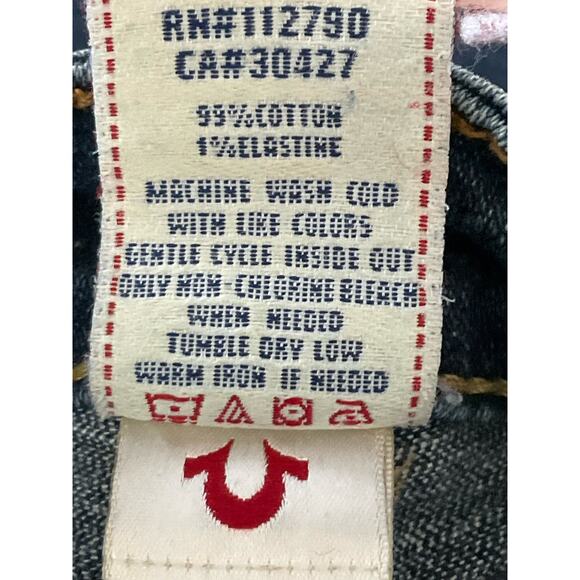 RN#112790
CA#30427
99%COTTON
1%ELASTINE
MACHINE WASH COLD
WITH LIKE COLORS
GENTLE CYCLE INSIDE OUT
ONLY NON-CHLORINE BLEACH
WHEN NEEDED
TUMBLE DRY LOW
WARM IRON IF NEEDED